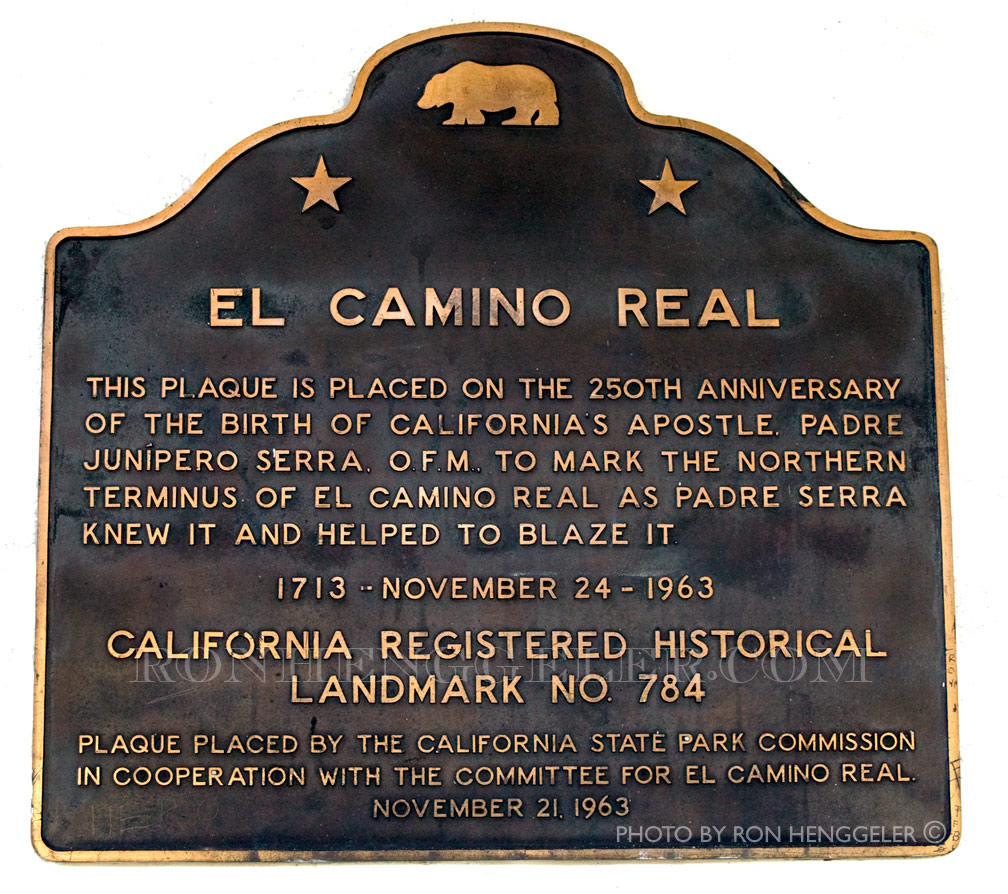 EL CAMINO REAL
THIS PLAQUE IS PLACED ON THE 250TH ANNIVERSARY
OF THE BIRTH OF CALIFORNIA'S APOSTLE, PADRE
JUNÍPERO SERRA, O.F.M., TO MARK THE NORTHERN
TERMINUS OF EL CAMINO REAL AS PADRE SERRA
KNEW IT AND HELPED TO BLAZE IT.
1713 - NOVEMBER 24 - 1963
CALIFORNIA REGISTERED HISTORICAL
RONHENGGELER.COM
LANDMARK NO. 784
PLAQUE PLACED BY THE CALIFORNIA STATE PARK COMMISSION
IN COOPERATION WITH THE COMMITTEE FOR EL CAMINO REAL.
NOVEMBER 21, 1963
PHOTO BY RON HENGGELER ©